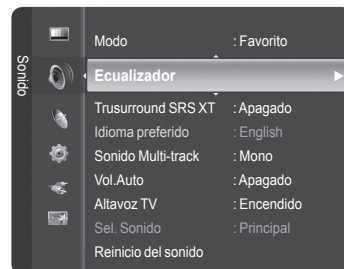 Sonido
Modo : Favorito
Ecualizador
Trusurround SRS XT : Apagado
Idioma preferido : English
Sonido Multi-track : Mono
Vol.Auto : Apagado
Altavoz TV : Encendido
Sel. Sonido : Principal
Reinicio del sonido